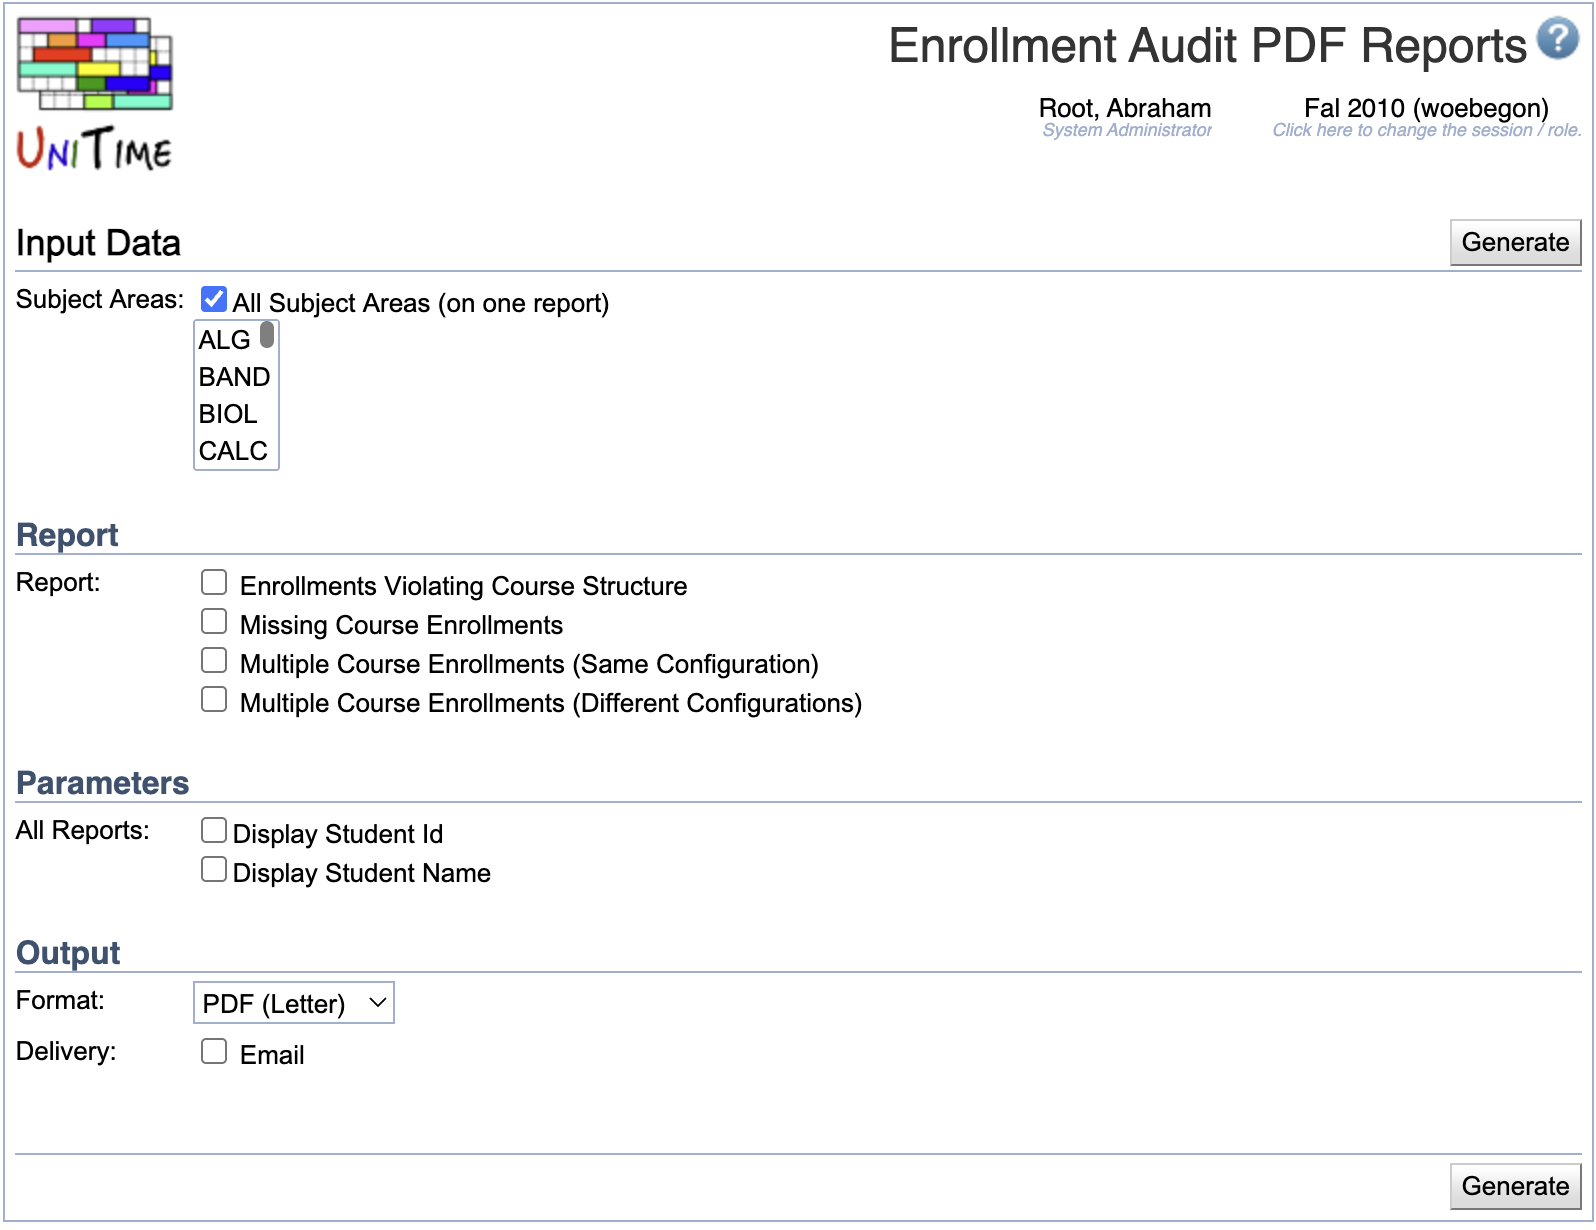 UniTime
Enrollment Audit PDF Reports ?
Root, Abraham
System Administrator
Fal 2010 (woebegon)
Click here to change the session / role.
Input Data Generate
Subject Areas: All Subject Areas (on one report)
ALG
BAND
BIOL
CALC
Report
Report: Enrollments Violating Course Structure
Missing Course Enrollments
Multiple Course Enrollments (Same Configuration)
Multiple Course Enrollments (Different Configurations)
Parameters
All Reports: Display Student Id
Display Student Name
Output
Format: PDF (Letter)
Delivery: Email
Generate